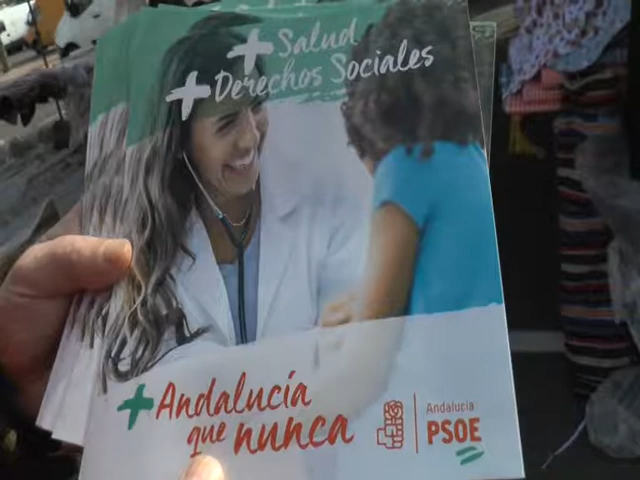 + Salud
+ Derechos Sociales
+ Andalucía
que nunca
Andalucía
PSOE